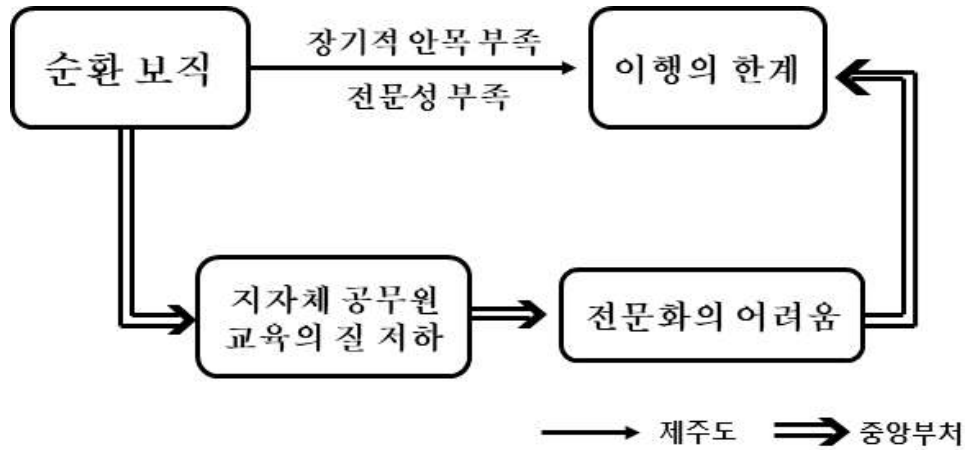 순환 보직
장기적 안목 부족
전문성 부족
이행의 한계
지자체 공무원
교육의 질 저하
전문화의 어려움
제주도
중앙부처